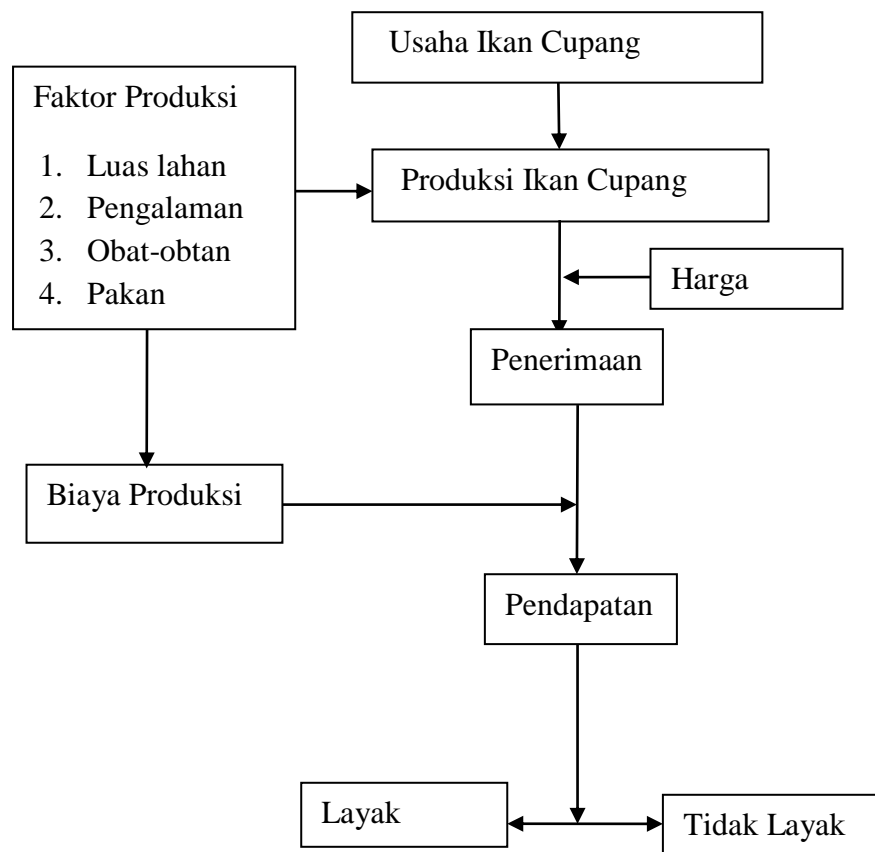 Usaha Ikan Cupang
Faktor Produksi
1. Luas lahan
2. Pengalaman
3. Obat-obtan
4. Pakan
Produksi Ikan Cupang
Harga
Penerimaan
Biaya Produksi
Pendapatan
Layak
Tidak Layak